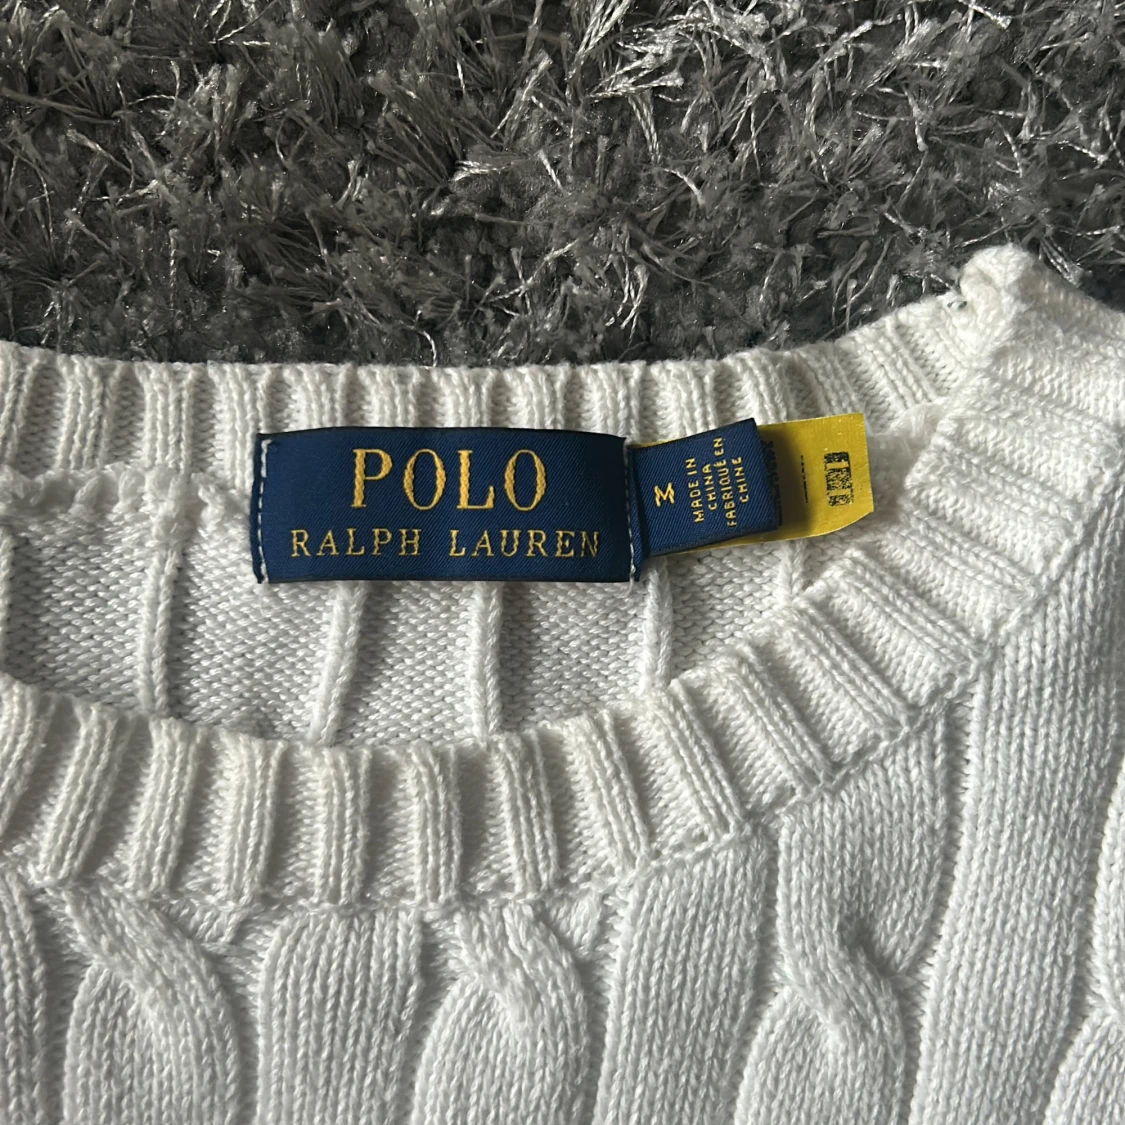 POLO
RALPH LAUREN
M
MADE IN
CHINA
FABRIQUÉ EN
CHINE